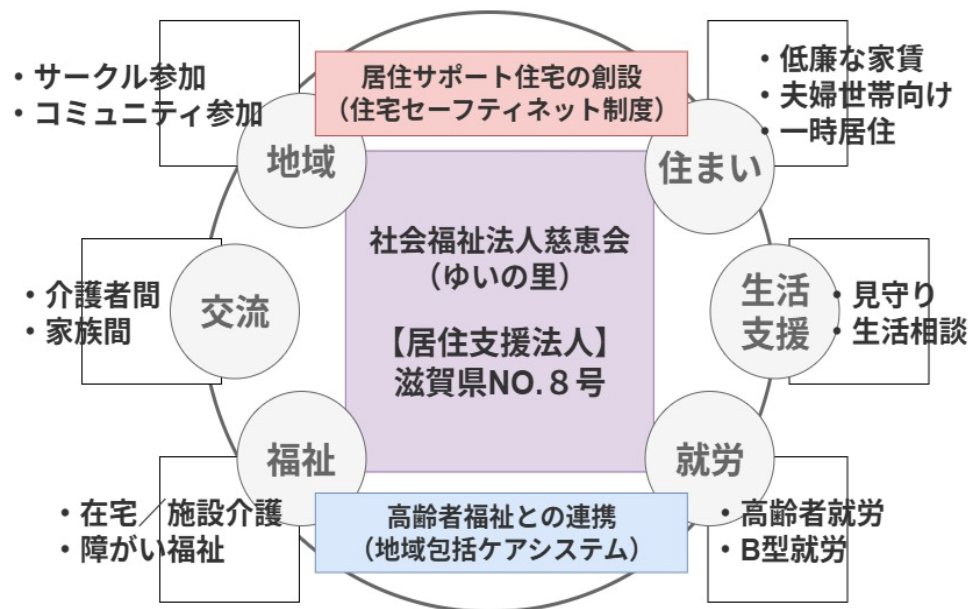 ・サークル参加
・コミュニティ参加
居住サポート住宅の創設
（住宅セーフティネット制度）
・低廉な家賃
・夫婦世帯向け
・一時居住
地域
住まい
社会福祉法人慈恵会
（ゆいの里）
【居住支援法人】
滋賀県NO.８号
・介護者間
・家族間
交流
生活
支援
・見守り
・生活相談
福祉
就労
・在宅／施設介護
・障がい福祉
高齢者福祉との連携
（地域包括ケアシステム）
・高齢者就労
・B型就労